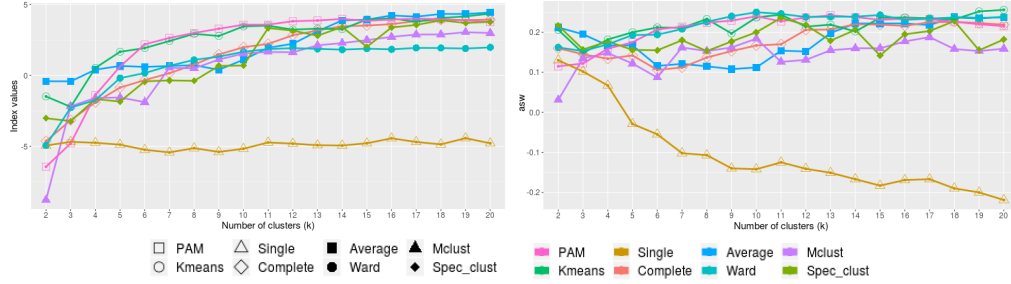 Index values
5
0
-5
2 3 4 5 6 7 8 9 10 11 12 13 14 15 16 17 18 19 20
Number of clusters (k)
PAM Single Average Mclust
Kmeans Complete Ward Spec_clust
asw
0.2
0.1
0.0
-0.1
-0.2
2 3 4 5 6 7 8 9 10 11 12 13 14 15 16 17 18 19 20
Number of clusters (k)
PAM Single Average Mclust
Kmeans Complete Ward Spec_clust